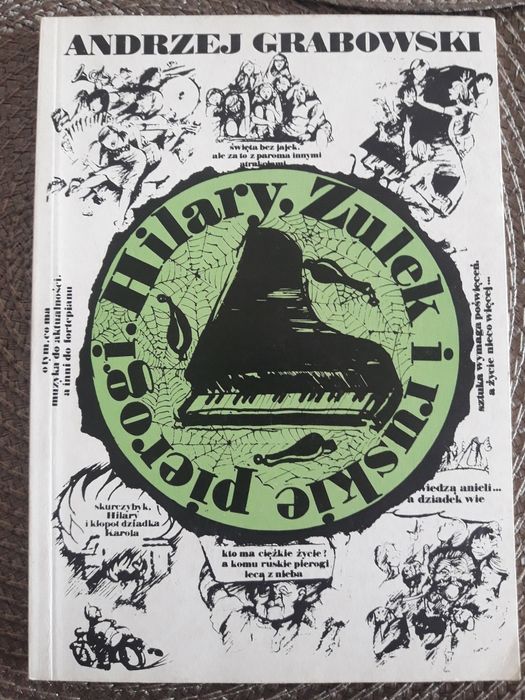 ANDRZEJ GRABOWSKI
święta bez jajek.
ale za to z paroma innymi
atrakcjami
Hilary, Zulek i ruskie pierogi.
o tym, co ma
muzyka do aktualności.
a inni do fortepianu
sztuka wymaga poświęceń.
a życie nieco więcej...
wiedzą anieli...
a dziadek wie
skurczybyk,
Hilary
i kłopot dziadka
Karola
kto ma ciężkie życie?
a komu ruskie pierogi
lecą z nieba